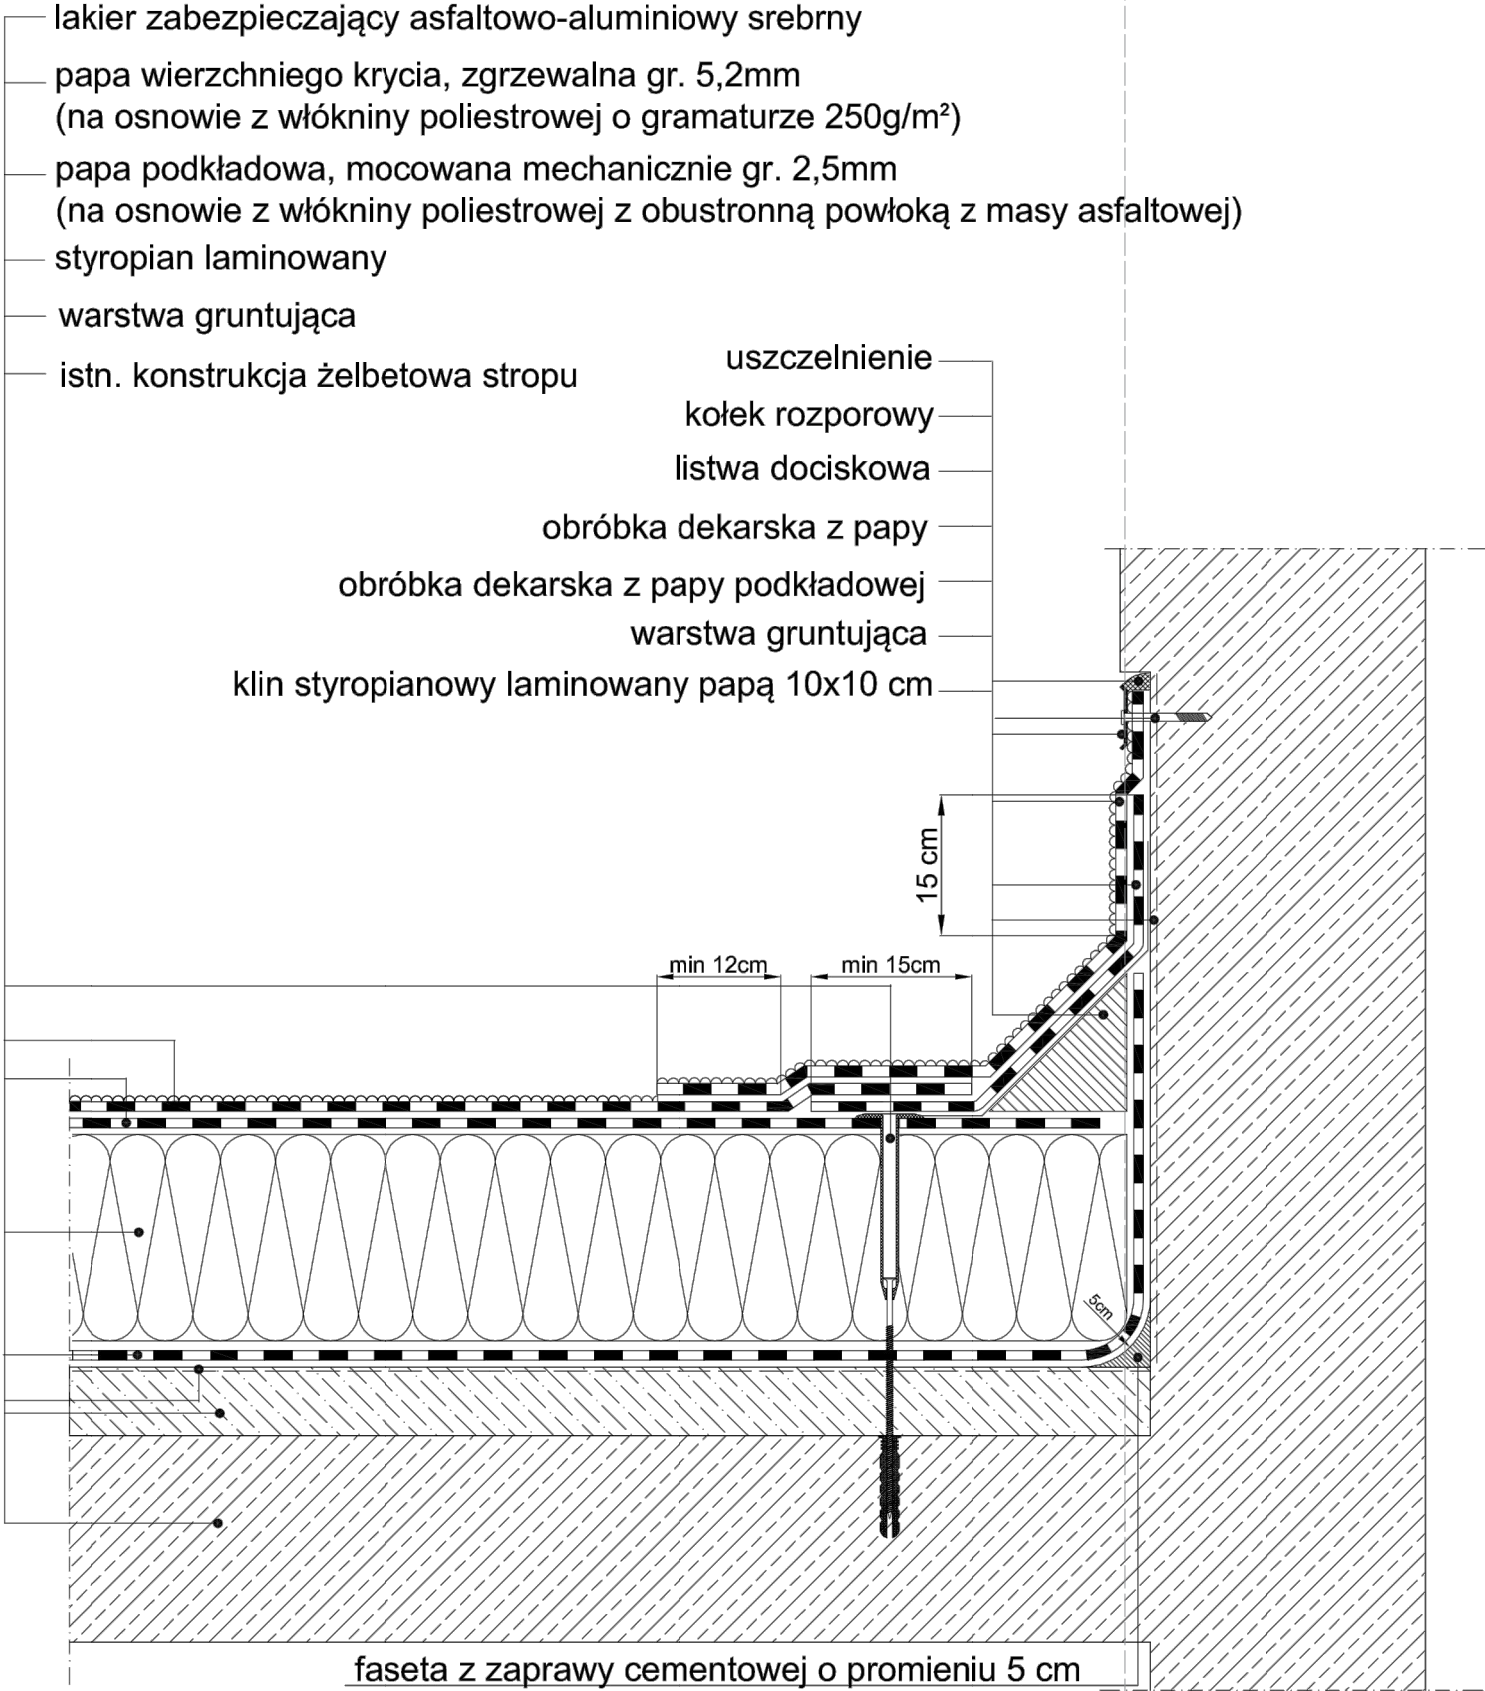 lakier zabezpieczający asfaltowo-aluminiowy srebrny
papa wierzchniego krycia, zgrzewalna gr. 5,2mm
(na osnowie z włókniny poliestrowej o gramaturze 250g/m²)
papa podkładowa, mocowana mechanicznie gr. 2,5mm
(na osnowie z włókniny poliestrowej z obustronną powłoką z masy asfaltowej)
styropian laminowany
warstwa gruntująca
istn. konstrukcja żelbetowa stropu
uszczelnienie
kołek rozporowy
listwa dociskowa
obróbka dekarska z papy
obróbka dekarska z papy podkładowej
warstwa gruntująca
klin styropianowy laminowany papą 10x10 cm
15 cm
min 12cm
min 15cm
5cm
faseta z zaprawy cementowej o promieniu 5 cm